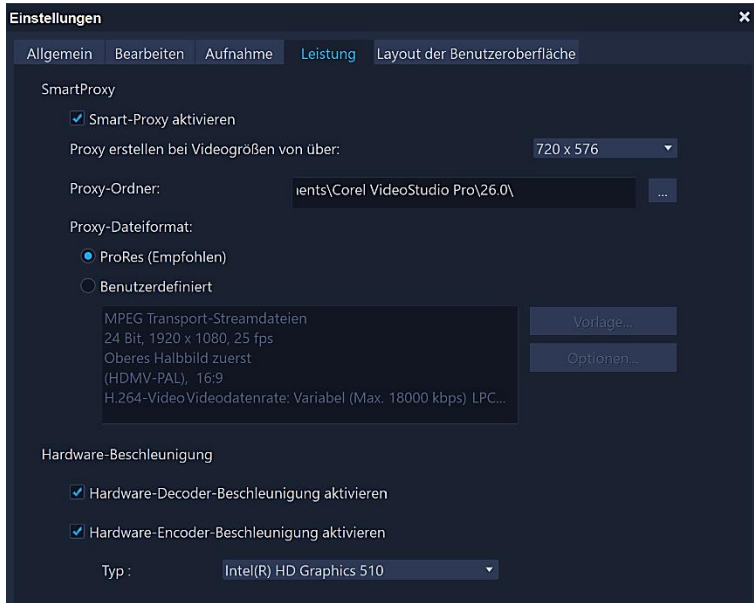 Einstellungen
Allgemein Bearbeiten Aufnahme Leistung Layout der Benutzeroberfläche
SmartProxy
Smart-Proxy aktivieren
Proxy erstellen bei Videogrößen von über: 720 x 576
Proxy-Ordner: ents\Corel VideoStudio Pro\26.0\ ...
Proxy-Dateiformat:
ProRes (Empfohlen)
Benutzerdefiniert
MPEG Transport-Streamdateien Vorlage...
24 Bit, 1920 x 1080, 25 fps
Oberes Halbbild zuerst Optionen...
(HDMV-PAL), 16:9
H.264-Video Videodatenrate: Variabel (Max. 18000 kbps) LPC...
Hardware-Beschleunigung
Hardware-Decoder-Beschleunigung aktivieren
Hardware-Encoder-Beschleunigung aktivieren
Typ : Intel(R) HD Graphics 510